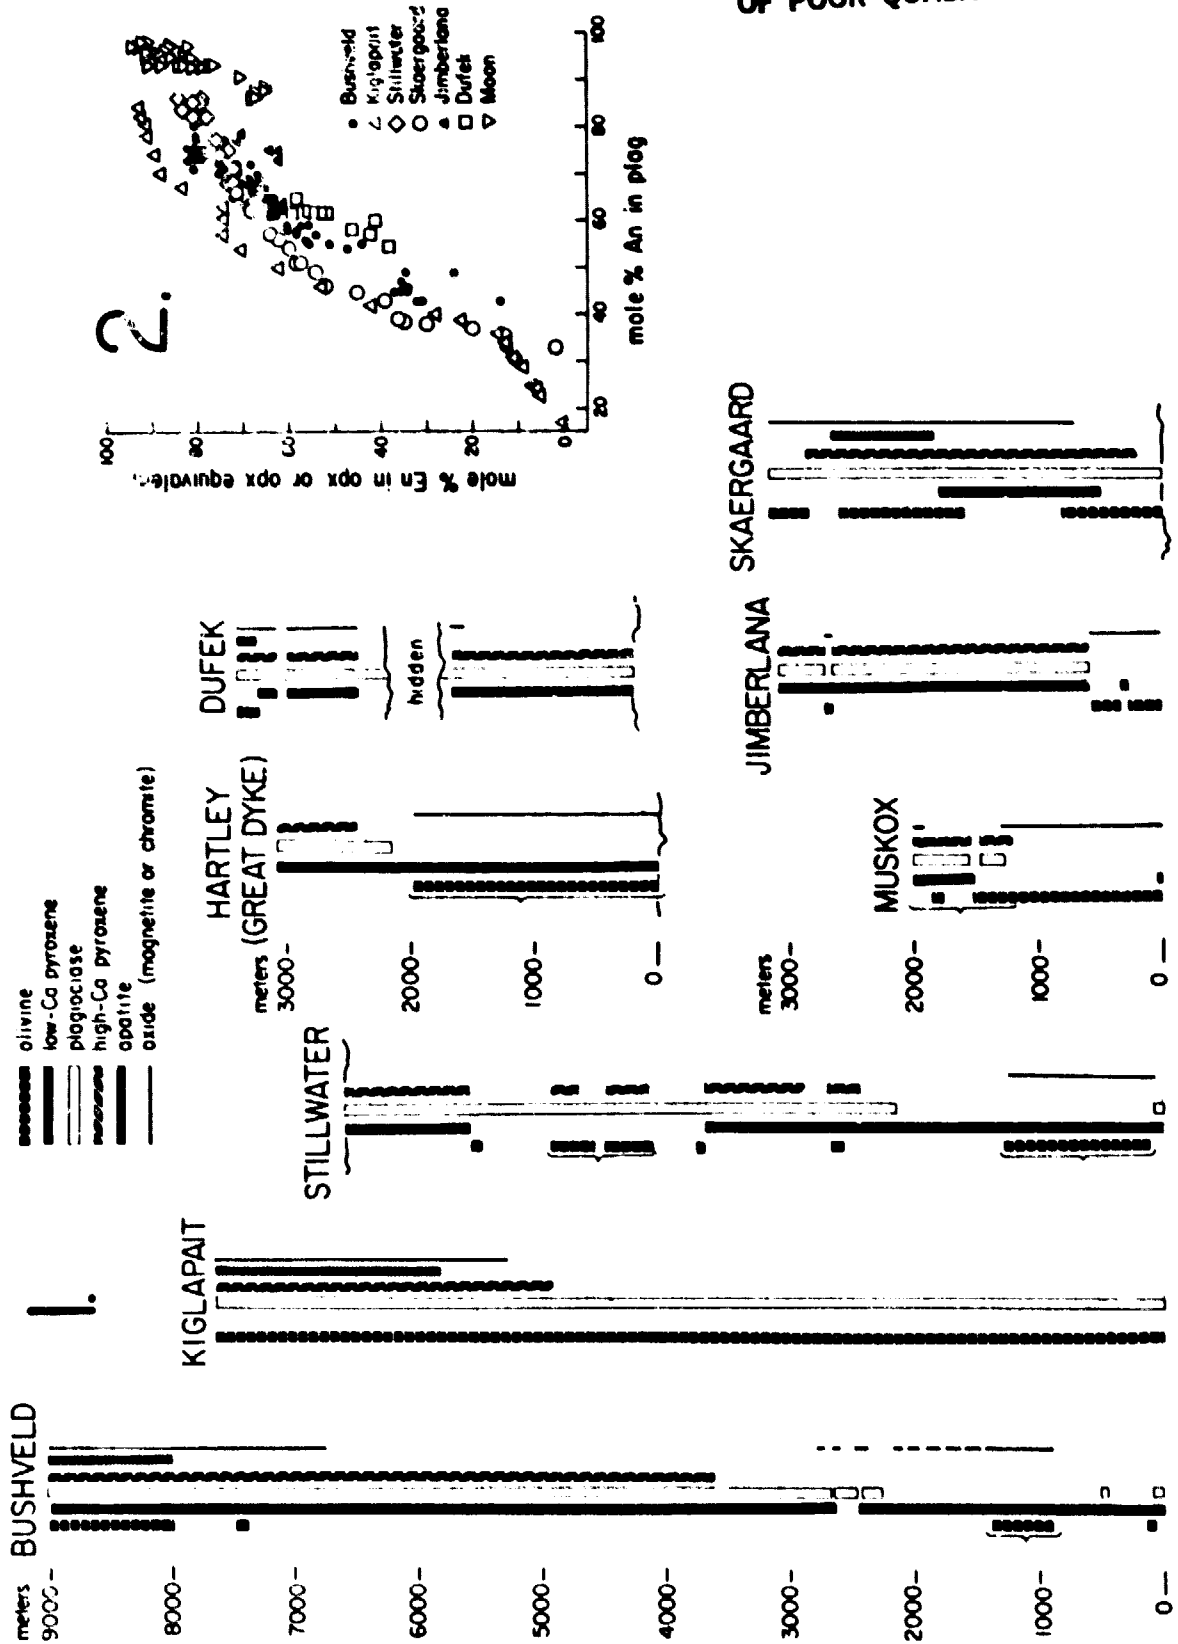 OF POOR QUALI
1.
olivine
low-Ca pyroxene
plagioclase
high-Ca pyroxene
apatite
oxide (magnetite or chromite)
BUSHVELD
meters
9000-
8000-
7000-
6000-
5000-
4000-
3000-
2000-
1000-
0-
KIGLAPAIT
STILLWATER
HARTLEY
(GREAT DYKE)
meters
3000-
2000-
1000-
0-
DUFEK
hidden
MUSKOX
meters
3000-
2000-
1000-
0-
JIMBERLANA
SKAERGAARD
2.
mole % En in opx or opx equivalent
100
80
60
40
20
0
20
40
60
80
100
mole % An in plag
Bushveld
Kiglapait
Stillwater
Skaergaard
Jimberlana
Dufek
Moon